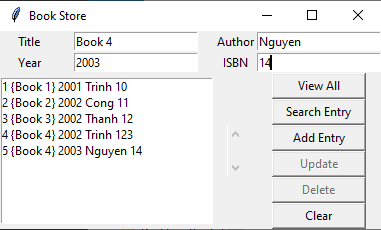 Book Store
Title Book 4 Author Nguyen
Year 2003 ISBN 14
1 {Book 1} 2001 Trinh 10
2 {Book 2} 2002 Cong 11
3 {Book 3} 2002 Thanh 12
4 {Book 4} 2002 Trinh 123
5 {Book 4} 2003 Nguyen 14
View All
Search Entry
Add Entry
Update
Delete
Clear